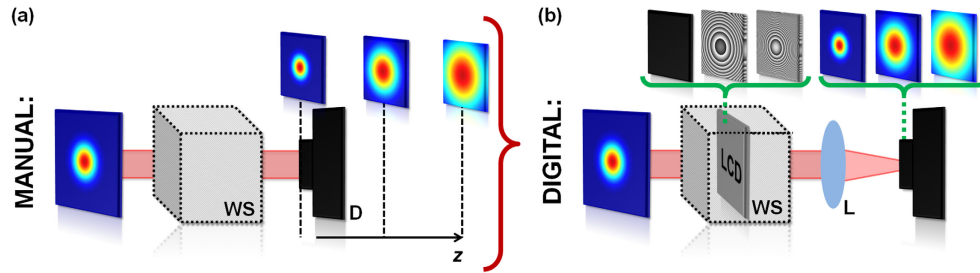 (a)
MANUAL:
WS
D
z
(b)
DIGITAL:
LCD
WS
L